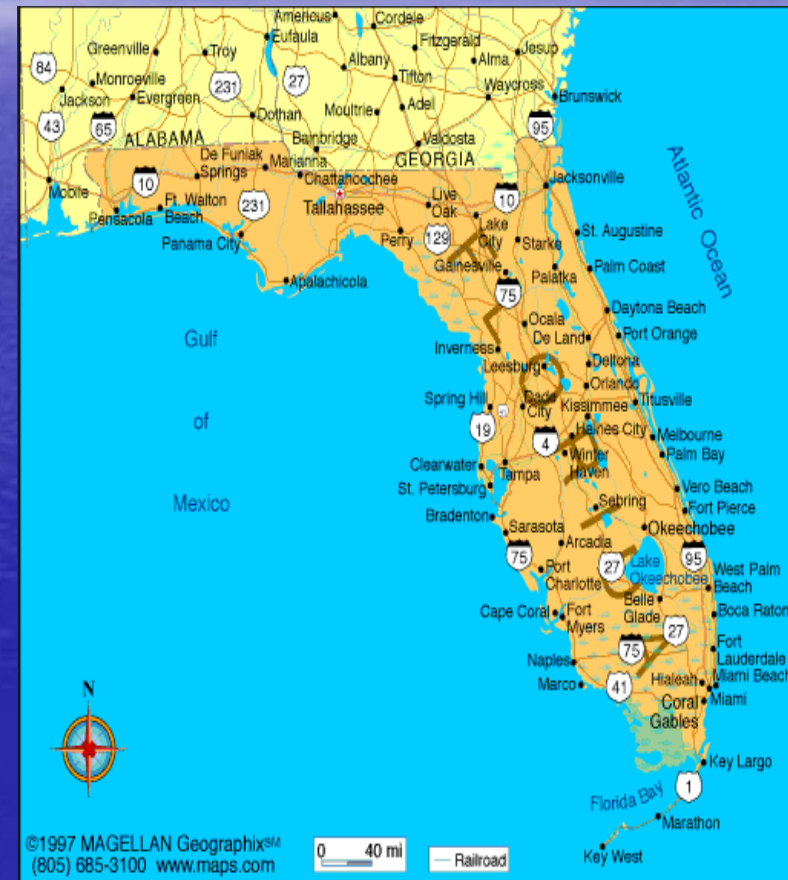 Americus
Cordele
Greenville
Troy
Eufaula
Fitzgerald
Jesup
84
Albany
Alma
Monroeville
231
27
Tifton
Waycross
Jackson
Evergreen
Moultrie
Adel
Brunswick
43
65
Dothan
95
ALABAMA
Bainbridge
Valdosta
GEORGIA
De Funiak
Springs
Marianna
Chattahoochee
Mobile
10
Ft. Walton
Beach
231
Tallahassee
Live
Oak
10
Jacksonville
Pensacola
Panama City
Perry
129
Lake
City
Starke
St. Augustine
Gainesville
Palatka
Palm Coast
Apalachicola
75
Atlantic Ocean
FLORIDA
Daytona Beach
Ocala
De Land
Port Orange
Gulf
of
Mexico
Inverness
Leesburg
Deltona
Orlando
Spring Hill
Dade
City
Kissimmee
Titusville
19
4
Haines City
Melbourne
Clearwater
Tampa
Winter
Haven
Palm Bay
St. Petersburg
Vero Beach
Bradenton
Sebring
Fort Pierce
Sarasota
Okeechobee
75
Arcadia
27
Lake
Okeechobee
95
Port
Charlotte
West Palm
Beach
Cape Coral
Fort
Myers
Belle
Glade
Boca Raton
27
75
Fort
Lauderdale
Naples
Hialeah
Miami Beach
Marco
41
Miami
Coral
Gables
N
Key Largo
1
Florida Bay
Marathon
Key West
©1997 MAGELLAN Geographix℠
(805) 685-3100 www.maps.com
0 40 mi
Railroad